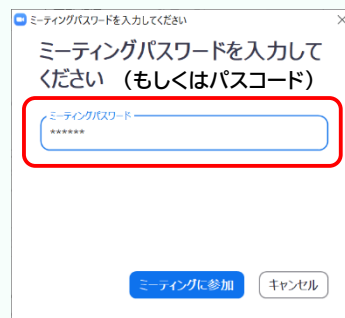 ミーティングパスワードを入力してください
ミーティングパスワードを入力して
ください （もしくはパスコード）
ミーティングパスワード
******
ミーティングに参加
キャンセル